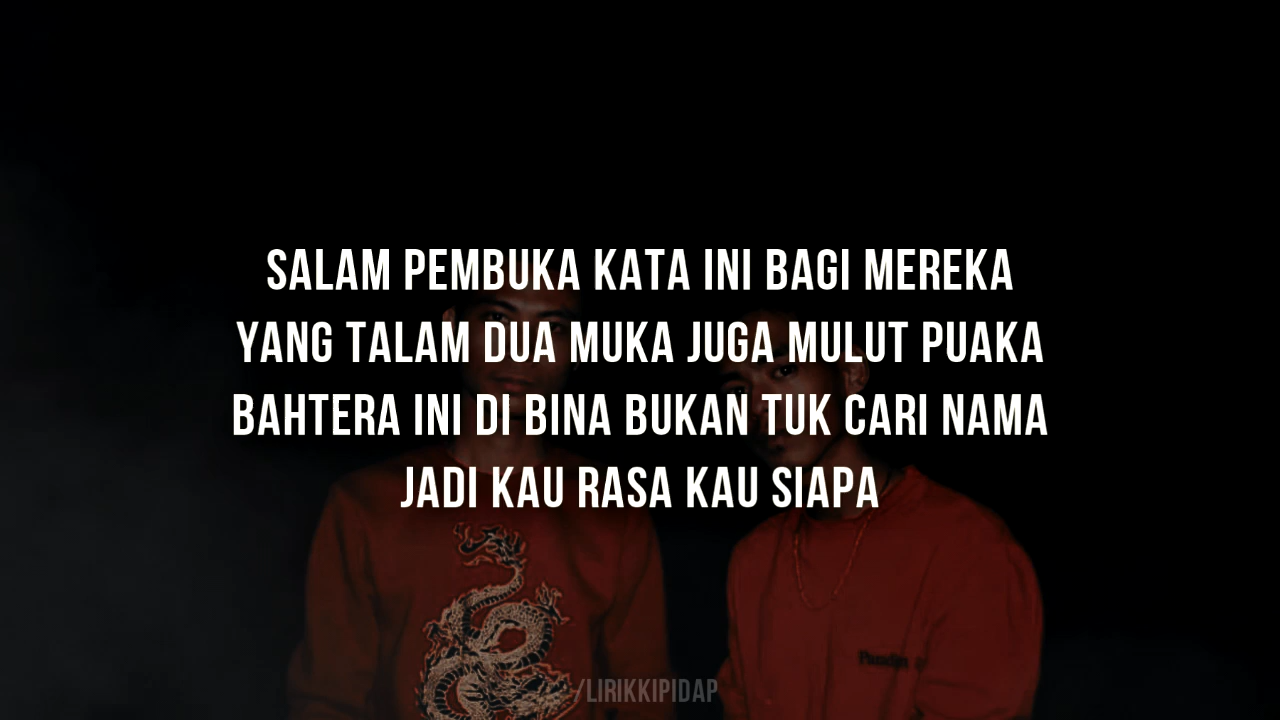 SALAM PEMBUKA KATA INI BAGI MEREKA
YANG TALAM DUA MUKA JUGA MULUT PUAKA
BAHTERA INI DI BINA BUKAN TUK CARI NAMA
JADI KAU RASA KAU SIAPA
/LIRIKKIPIDAP